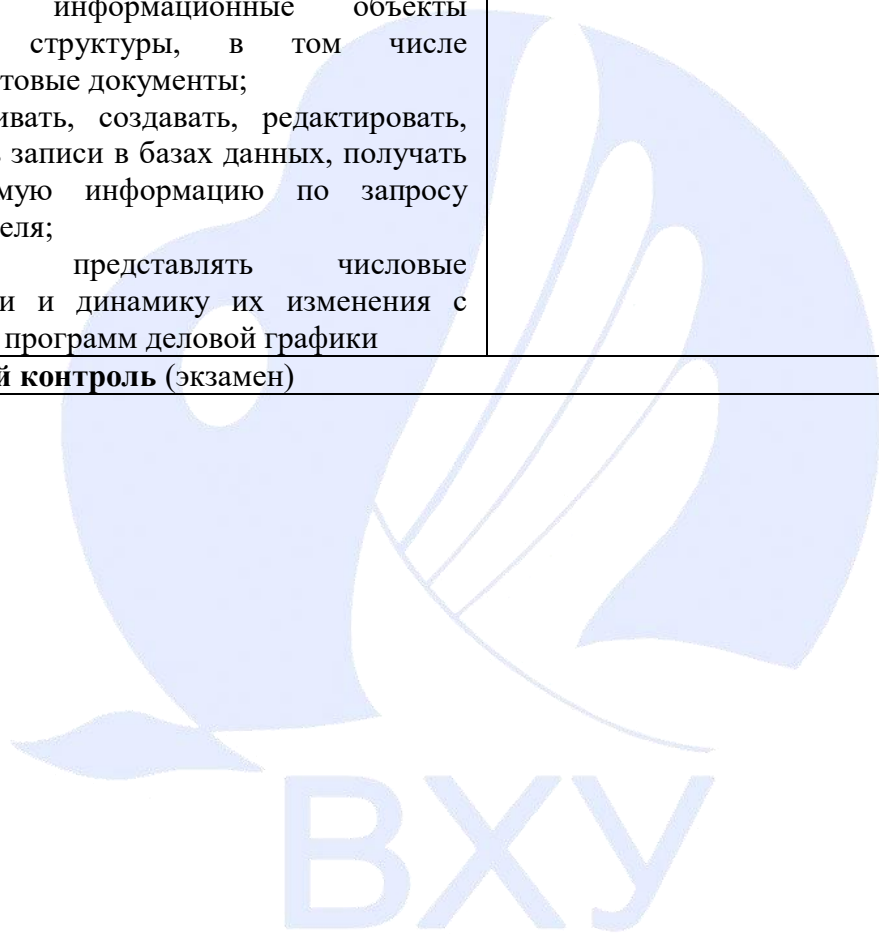 информационные объекты
структуры, в том числе
товые документы;
ивать, создавать, редактировать,
записи в базах данных, получать
мую информацию по запросу
еля;
представлять числовые
и и динамику их изменения с
программ деловой графики
й контроль (экзамен)
ВХУ